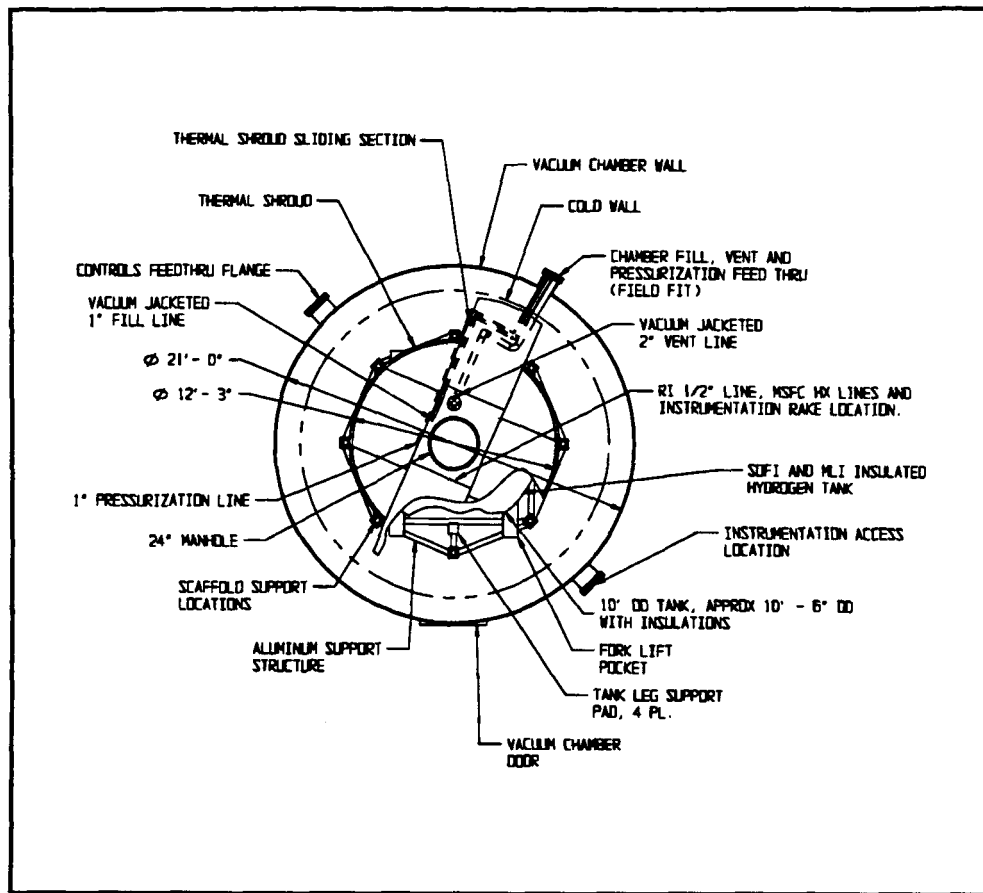 THERMAL SHROUD SLIDING SECTION
VACUUM CHAMBER WALL
THERMAL SHROUD
COLD WALL
CONTROLS FEEDTHRU FLANGE
CHAMBER FILL, VENT AND
PRESSURIZATION FEED THRU
(FIELD FIT)
VACUUM JACKETED
1" FILL LINE
VACUUM JACKETED
2" VENT LINE
Ø 21'- 0"
Ø 12'- 3"
RI 1/2" LINE, MSFC HX LINES AND
INSTRUMENTATION RAKE LOCATION.
SOFI AND MLI INSULATED
HYDROGEN TANK
1" PRESSURIZATION LINE
24" MANHOLE
INSTRUMENTATION ACCESS
LOCATION
SCAFFOLD SUPPORT
LOCATIONS
10' OD TANK, APPROX 10' - 6" OD
WITH INSULATIONS
ALUMINUM SUPPORT
STRUCTURE
FORK LIFT
POCKET
TANK LEG SUPPORT
PAD, 4 PL.
VACUUM CHAMBER
DOOR